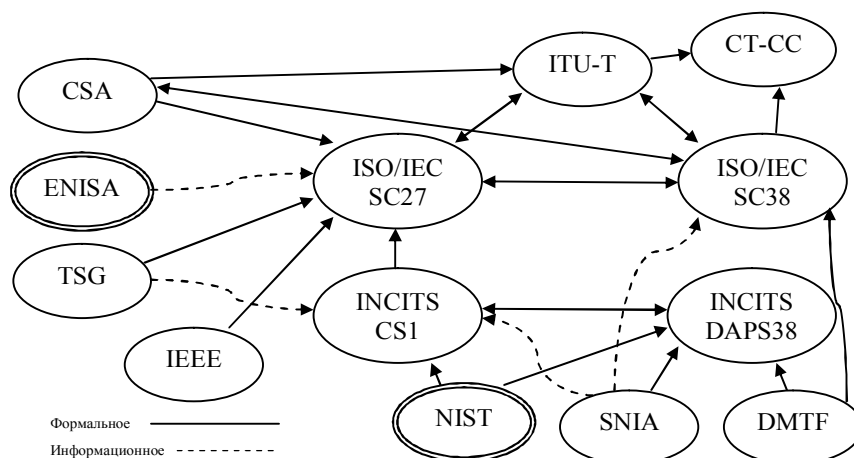 CT-CC
ITU-T
CSA
ISO/IEC
SC27
ISO/IEC
SC38
ENISA
TSG
INCITS
CS1
INCITS
DAPS38
IEEE
NIST
SNIA
DMTF
Формальное
Информационное